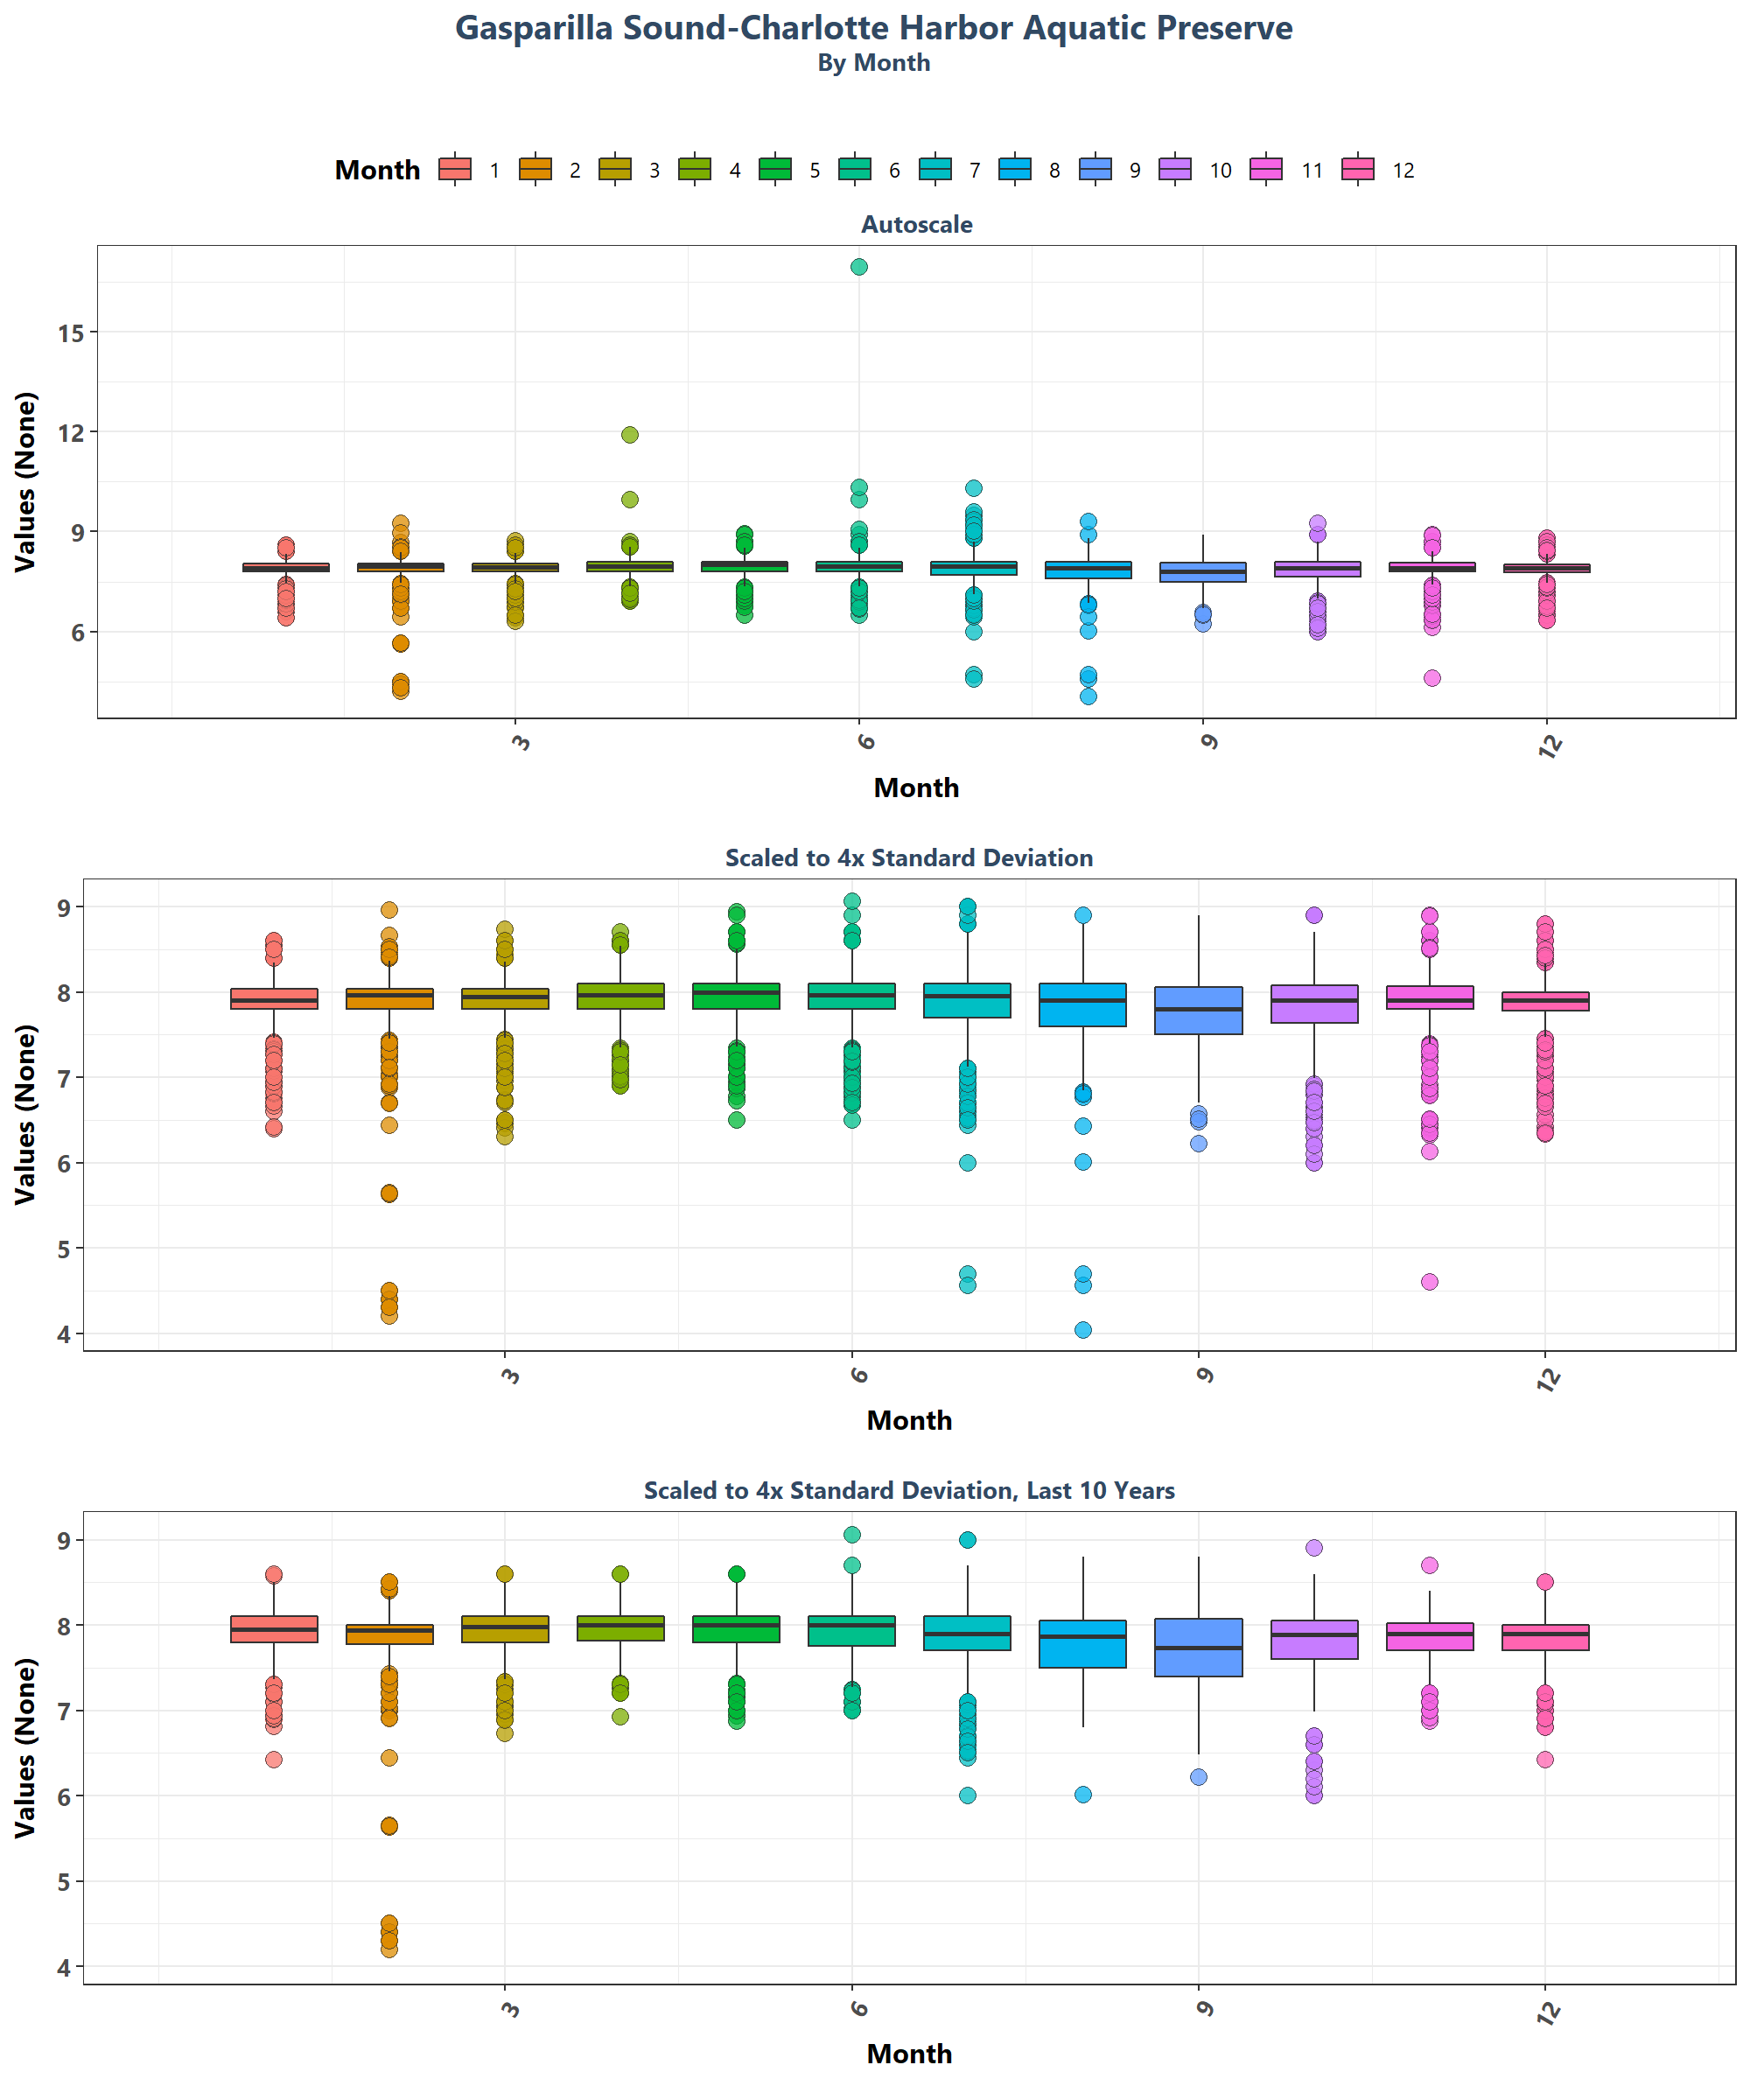 Gasparilla Sound-Charlotte Harbor Aquatic Preserve
By Month
Month 1 2 3 4 5 6 7 8 9 10 11 12
Autoscale
Values (None)
15
12
9
6
3 6 9 12
Month
Scaled to 4x Standard Deviation
Values (None)
9
8
7
6
5
4
3 6 9 12
Month
Scaled to 4x Standard Deviation, Last 10 Years
Values (None)
9
8
7
6
5
4
3 6 9 12
Month